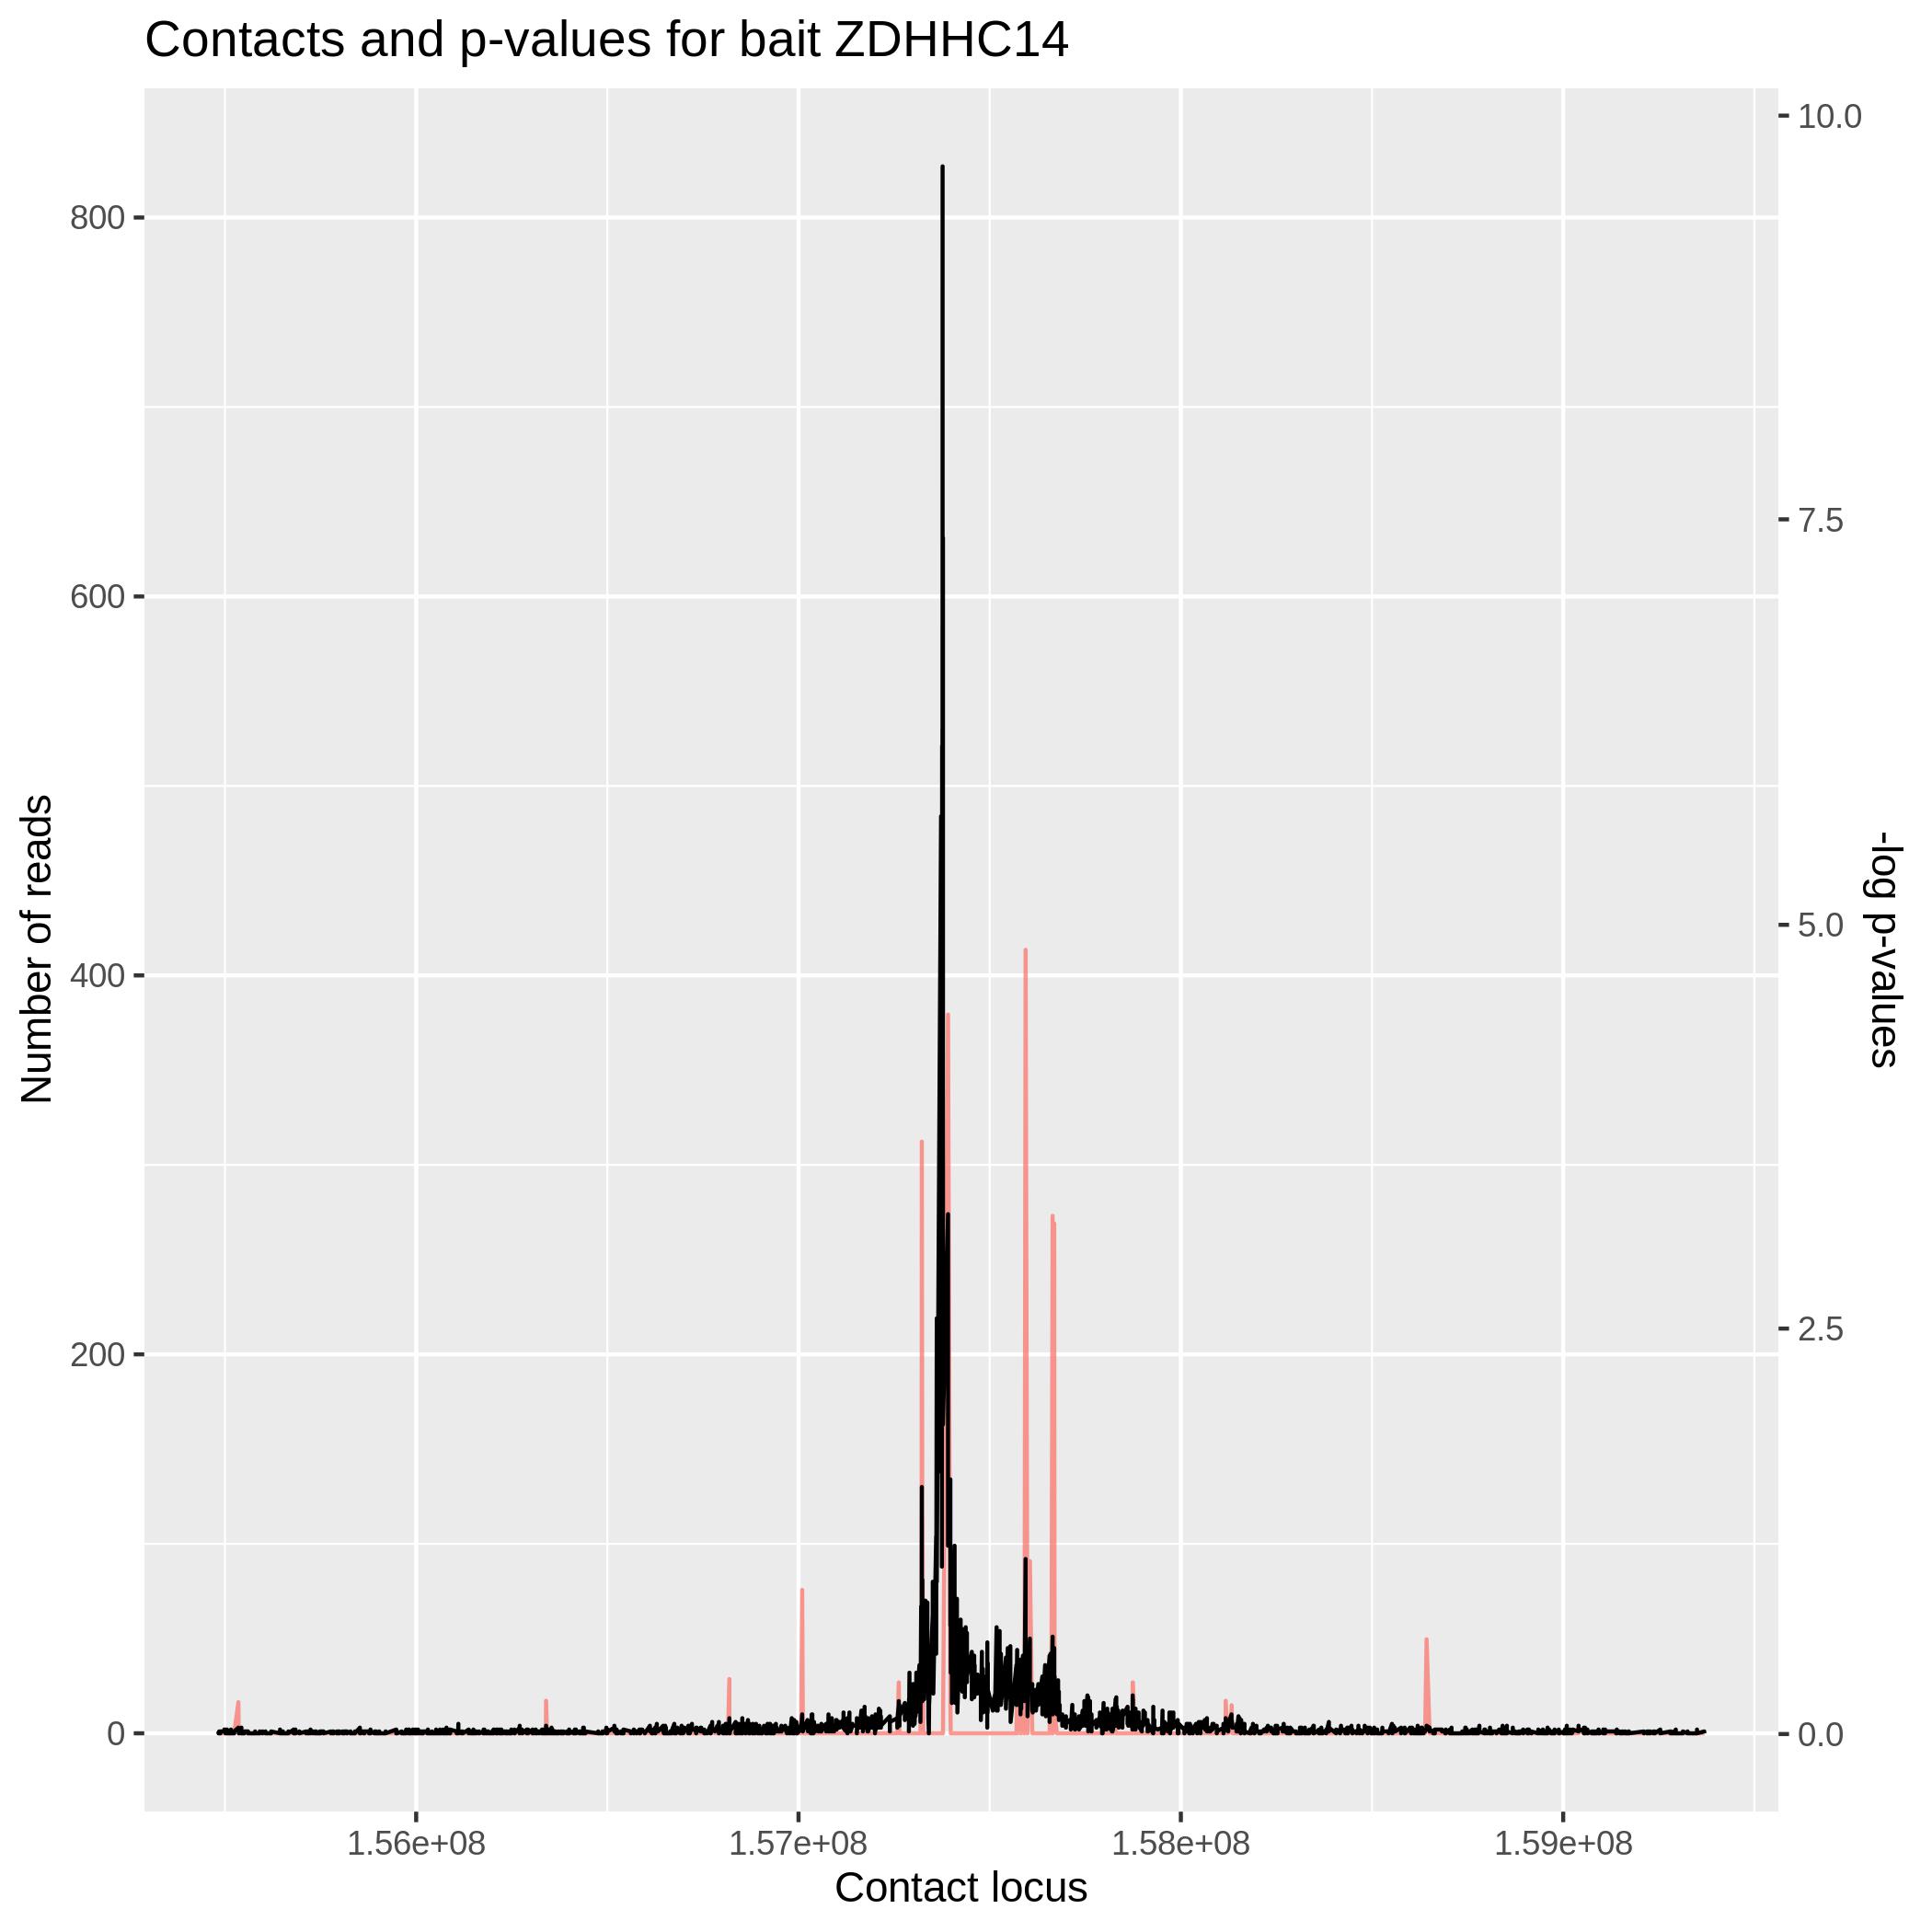 Contacts and p-values for bait ZDHHC14
Number of reads
800
600
400
200
0
10.0
7.5
5.0
2.5
0.0
-log p-values
1.56e+08
1.57e+08
1.58e+08
1.59e+08
Contact locus